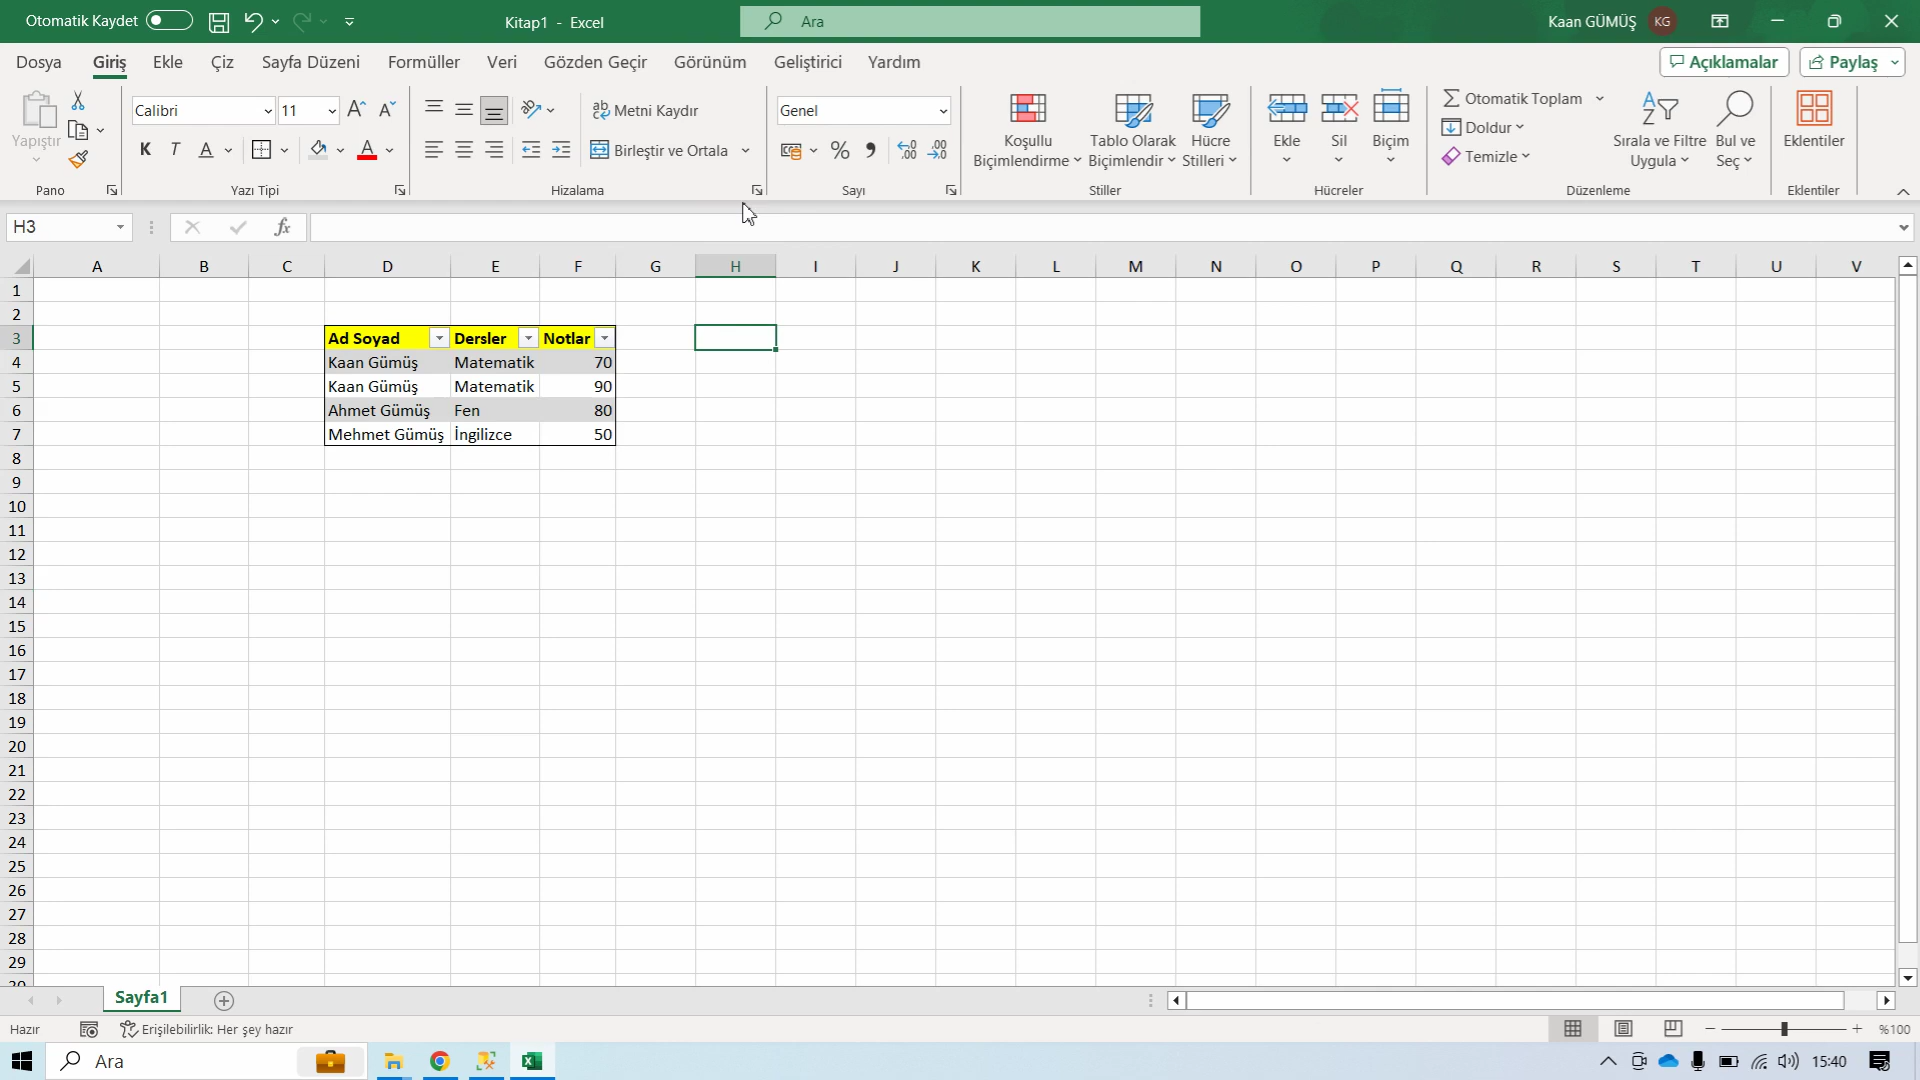 Otomatik Kaydet
Kitap1 - Excel
Ara
Kaan GÜMÜŞ KG
Dosya Giriş Ekle Çiz Sayfa Düzeni Formüller Veri Gözden Geçir Görünüm Geliştirici Yardım
Açıklamalar Paylaş
Yapıştır
Calibri 11
K T A
ab Metni Kaydır
Birleştir ve Ortala
Genel
Koşullu
Biçimlendirme
Tablo Olarak
Biçimlendir
Hücre
Stilleri
Ekle Sil Biçim
Otomatik Toplam
Doldur
Temizle
Sırala ve Filtre
Uygula
Bul ve
Seç
Eklentiler
Pano Yazı Tipi Hizalama Sayı Stiller Hücreler Düzenleme Eklentiler
H3 fx
A B C D E F G H I J K L M N O P Q R S T U V
1
2
3 Ad Soyad Dersler Notlar
4 Kaan Gümüş Matematik 70
5 Kaan Gümüş Matematik 90
6 Ahmet Gümüş Fen 80
7 Mehmet Gümüş İngilizce 50
8
9
10
11
12
13
14
15
16
17
18
19
20
21
22
23
24
25
26
27
28
29
30
Sayfa1
Hazır Erişilebilirlik: Her şey hazır
%100
Ara
15:40